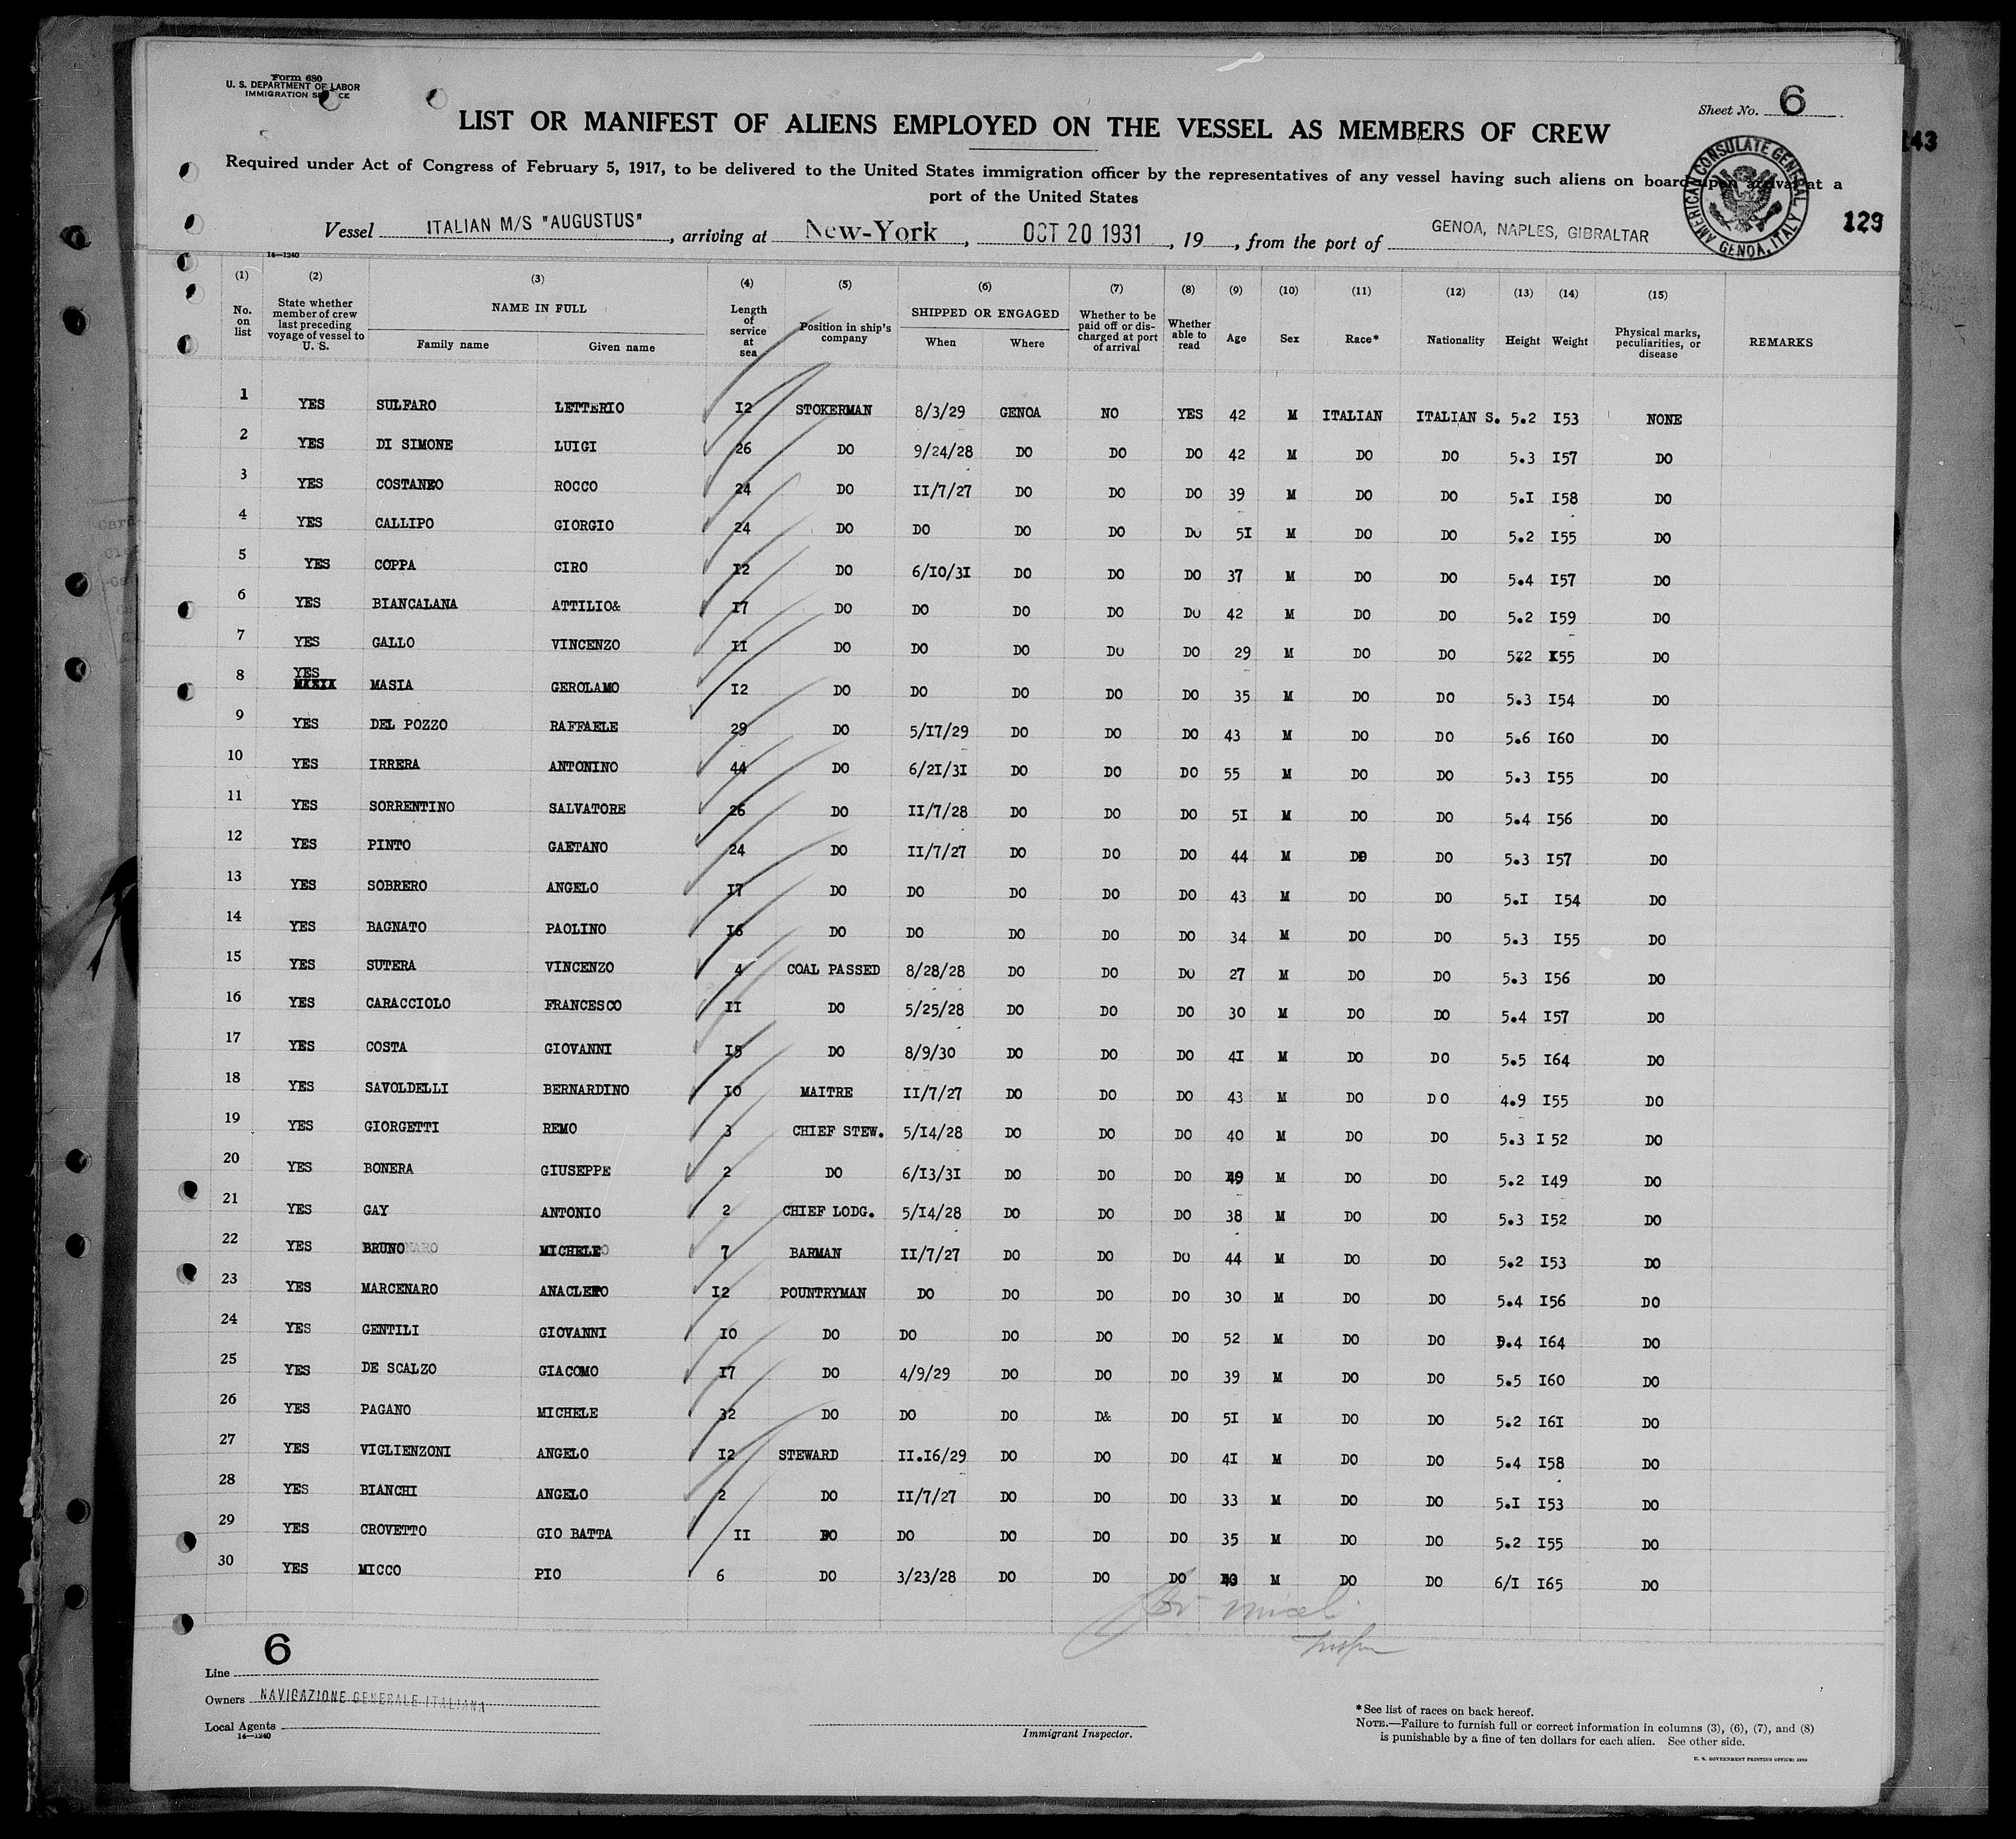 Form 680
U. S. DEPARTMENT OF LABOR
IMMIGRATION SERVICE
Sheet No. 6
LIST OR MANIFEST OF ALIENS EMPLOYED ON THE VESSEL AS MEMBERS OF CREW
143
Required under Act of Congress of February 5, 1917, to be delivered to the United States immigration officer by the representatives of any vessel having such aliens on board upon arrival at a
port of the United States
AMERICAN CONSULATE GENERAL GENOA, ITALY
129
Vessel ITALIAN M/S "AUGUSTUS", arriving at New-York, OCT 20 1931, 19 , from the port of GENOA, NAPLES, GIBRALTAR
14—1240
(1) No. on list (2) State whether member of crew last preceding voyage of vessel to U. S. (3) NAME IN FULL Family name Given name (4) Length of service at sea (5) Position in ship's company (6) SHIPPED OR ENGAGED When Where (7) Whether to be paid off or discharged at port of arrival (8) Whether able to read (9) Age (10) Sex (11) Race* (12) Nationality (13) Height (14) Weight (15) Physical marks, peculiarities, or disease REMARKS
1 YES SULFARO LETTERIO I2 STOKERMAN 8/3/29 GENOA NO YES 42 M ITALIAN ITALIAN S. 5.2 I53 NONE
2 YES DI SIMONE LUIGI 26 DO 9/24/28 DO DO DO 42 M DO DO 5.3 I57 DO
3 YES COSTANEO ROCCO 24 DO II/7/27 DO DO DO 39 M DO DO 5.I I58 DO
4 YES CALLIPO GIORGIO 24 DO DO DO DO DO 5I M DO DO 5.2 I55 DO
5 YES COPPA CIRO I2 DO 6/I0/3I DO DO DO 37 M DO DO 5.4 I57 DO
6 YES BIANCALANA ATTILIO& I7 DO DO DO DO DO 42 M DO DO 5.2 I59 DO
7 YES GALLO VINCENZO II DO DO DO DO DO 29 M DO DO 5Z2 I55 DO
8 YES MASIA GEROLAMO I2 DO DO DO DO DO 35 M DO DO 5.3 I54 DO
9 YES DEL POZZO RAFFAELE 29 DO 5/I7/29 DO DO DO 43 M DO DO 5.6 I60 DO
10 YES IRRERA ANTONINO 44 DO 6/2I/3I DO DO DO 55 M DO DO 5.3 I55 DO
11 YES SORRENTINO SALVATORE 26 DO II/7/28 DO DO DO 5I M DO DO 5.4 I56 DO
12 YES PINTO GAETANO 24 DO II/7/27 DO DO DO 44 M DO DO 5.3 I57 DO
13 YES SOBRERO ANGELO I7 DO DO DO DO DO 43 M DO DO 5.I I54 DO
14 YES BAGNATO PAOLINO I6 DO DO DO DO DO 34 M DO DO 5.3 I55 DO
15 YES SUTERA VINCENZO 4 COAL PASSED 8/28/28 DO DO DO 27 M DO DO 5.3 I56 DO
16 YES CARACCIOLO FRANCESCO II DO 5/25/28 DO DO DO 30 M DO DO 5.4 I57 DO
17 YES COSTA GIOVANNI I5 DO 8/9/30 DO DO DO 4I M DO DO 5.5 I64 DO
18 YES SAVOLDELLI BERNARDINO I0 MAITRE II/7/27 DO DO DO 43 M DO DO 4.9 I55 DO
19 YES GIORGETTI REMO 3 CHIEF STEW. 5/I4/28 DO DO DO 40 M DO DO 5.3 I 52 DO
20 YES BONERA GIUSEPPE 2 DO 6/I3/3I DO DO DO 49 M DO DO 5.2 I49 DO
21 YES GAY ANTONIO 2 CHIEF LODG. 5/I4/28 DO DO DO 38 M DO DO 5.3 I52 DO
22 YES BRUNO MICHELE 7 BARMAN II/7/27 DO DO DO 44 M DO DO 5.2 I53 DO
23 YES MARCENARO ANACLETO I2 POUNTRYMAN DO DO DO DO 30 M DO DO 5.4 I56 DO
24 YES GENTILI GIOVANNI I0 DO DO DO DO DO 52 M DO DO .4 I64 DO
25 YES DE SCALZO GIACOMO I7 DO 4/9/29 DO DO DO 39 M DO DO 5.5 I60 DO
26 YES PAGANO MICHELE 32 DO DO DO D& DO 5I M DO DO 5.2 I6I DO
27 YES VIGLIENZONI ANGELO I2 STEWARD II.I6/29 DO DO DO 4I M DO DO 5.4 I58 DO
28 YES BIANCHI ANGELO 2 DO II/7/27 DO DO DO 33 M DO DO 5.I I53 DO
29 YES CROVETTO GIO BATTA II DO DO DO DO DO 35 M DO DO 5.2 I55 DO
30 YES MICCO PIO 6 DO 3/23/28 DO DO DO 43 M DO DO 6/I I65 DO
6
Line
Owners NAVIGAZIONE GENERALE ITALIANA
Local Agents
14—1240
Immigrant Inspector.
*See list of races on back hereof.
NOTE.—Failure to furnish full or correct information in columns (3), (6), (7), and (8)
is punishable by a fine of ten dollars for each alien. See other side.
U. S. GOVERNMENT PRINTING OFFICE: 1929